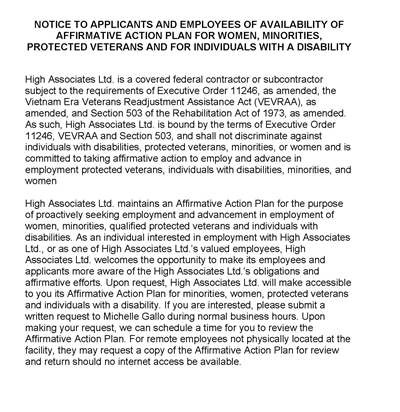 NOTICE TO APPLICANTS AND EMPLOYEES OF AVAILABILITY OF
AFFIRMATIVE ACTION PLAN FOR WOMEN, MINORITIES,
PROTECTED VETERANS AND FOR INDIVIDUALS WITH A DISABILITY
High Associates Ltd. is a covered federal contractor or subcontractor
subject to the requirements of Executive Order 11246, as amended, the
Vietnam Era Veterans Readjustment Assistance Act (VEVRAA), as
amended, and Section 503 of the Rehabilitation Act of 1973, as amended.
As such, High Associates Ltd. is bound by the terms of Executive Order
11246, VEVRAA and Section 503, and shall not discriminate against
individuals with disabilities, protected veterans, minorities, or women and is
committed to taking affirmative action to employ and advance in
employment protected veterans, individuals with disabilities, minorities, and
women
High Associates Ltd. maintains an Affirmative Action Plan for the purpose
of proactively seeking employment and advancement in employment of
women, minorities, qualified protected veterans and individuals with
disabilities. As an individual interested in employment with High Associates
Ltd., or as one of High Associates Ltd.'s valued employees, High
Associates Ltd. welcomes the opportunity to make its employees and
applicants more aware of the High Associates Ltd.'s obligations and
affirmative efforts. Upon request, High Associates Ltd. will make accessible
to you its Affirmative Action Plan for minorities, women, protected veterans
and individuals with a disability. If you are interested, please submit a
written request to Michelle Gallo during normal business hours. Upon
making your request, we can schedule a time for you to review the
Affirmative Action Plan. For remote employees not physically located at the
facility, they may request a copy of the Affirmative Action Plan for review
and return should no internet access be available.